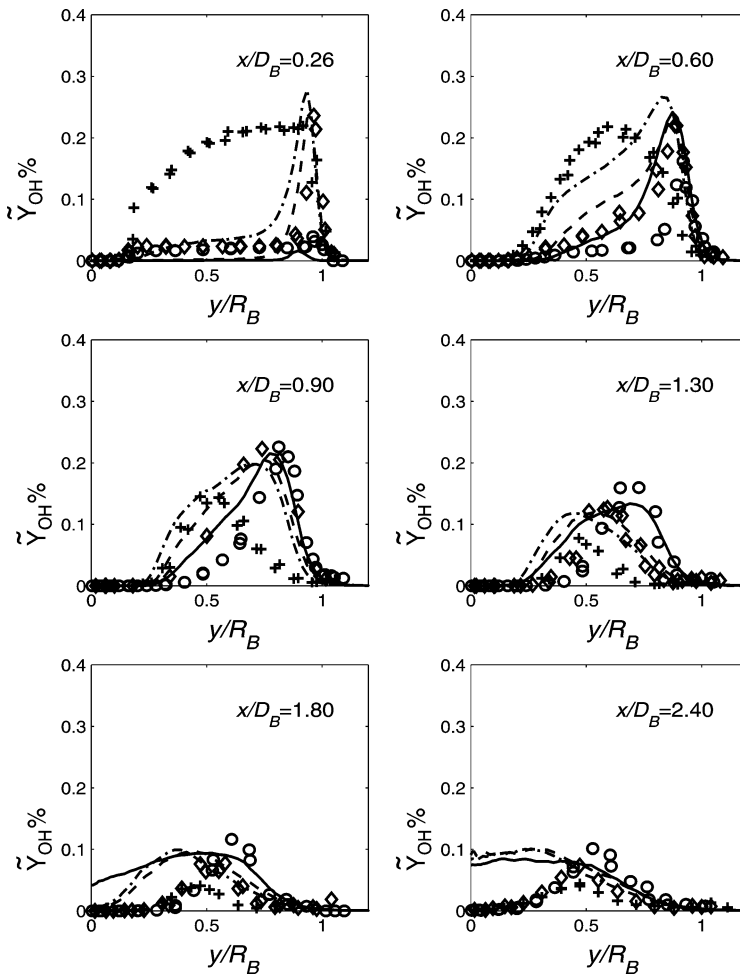 0.4
0.3
0.2
0.1
0
Ỹ_OH%
x/D_B=0.26
0 0.5 1
y/R_B
0.4
0.3
0.2
0.1
0
Ỹ_OH%
x/D_B=0.60
0 0.5 1
y/R_B
0.4
0.3
0.2
0.1
0
Ỹ_OH%
x/D_B=0.90
0 0.5 1
y/R_B
0.4
0.3
0.2
0.1
0
Ỹ_OH%
x/D_B=1.30
0 0.5 1
y/R_B
0.4
0.3
0.2
0.1
0
Ỹ_OH%
x/D_B=1.80
0 0.5 1
y/R_B
0.4
0.3
0.2
0.1
0
Ỹ_OH%
x/D_B=2.40
0 0.5 1
y/R_B